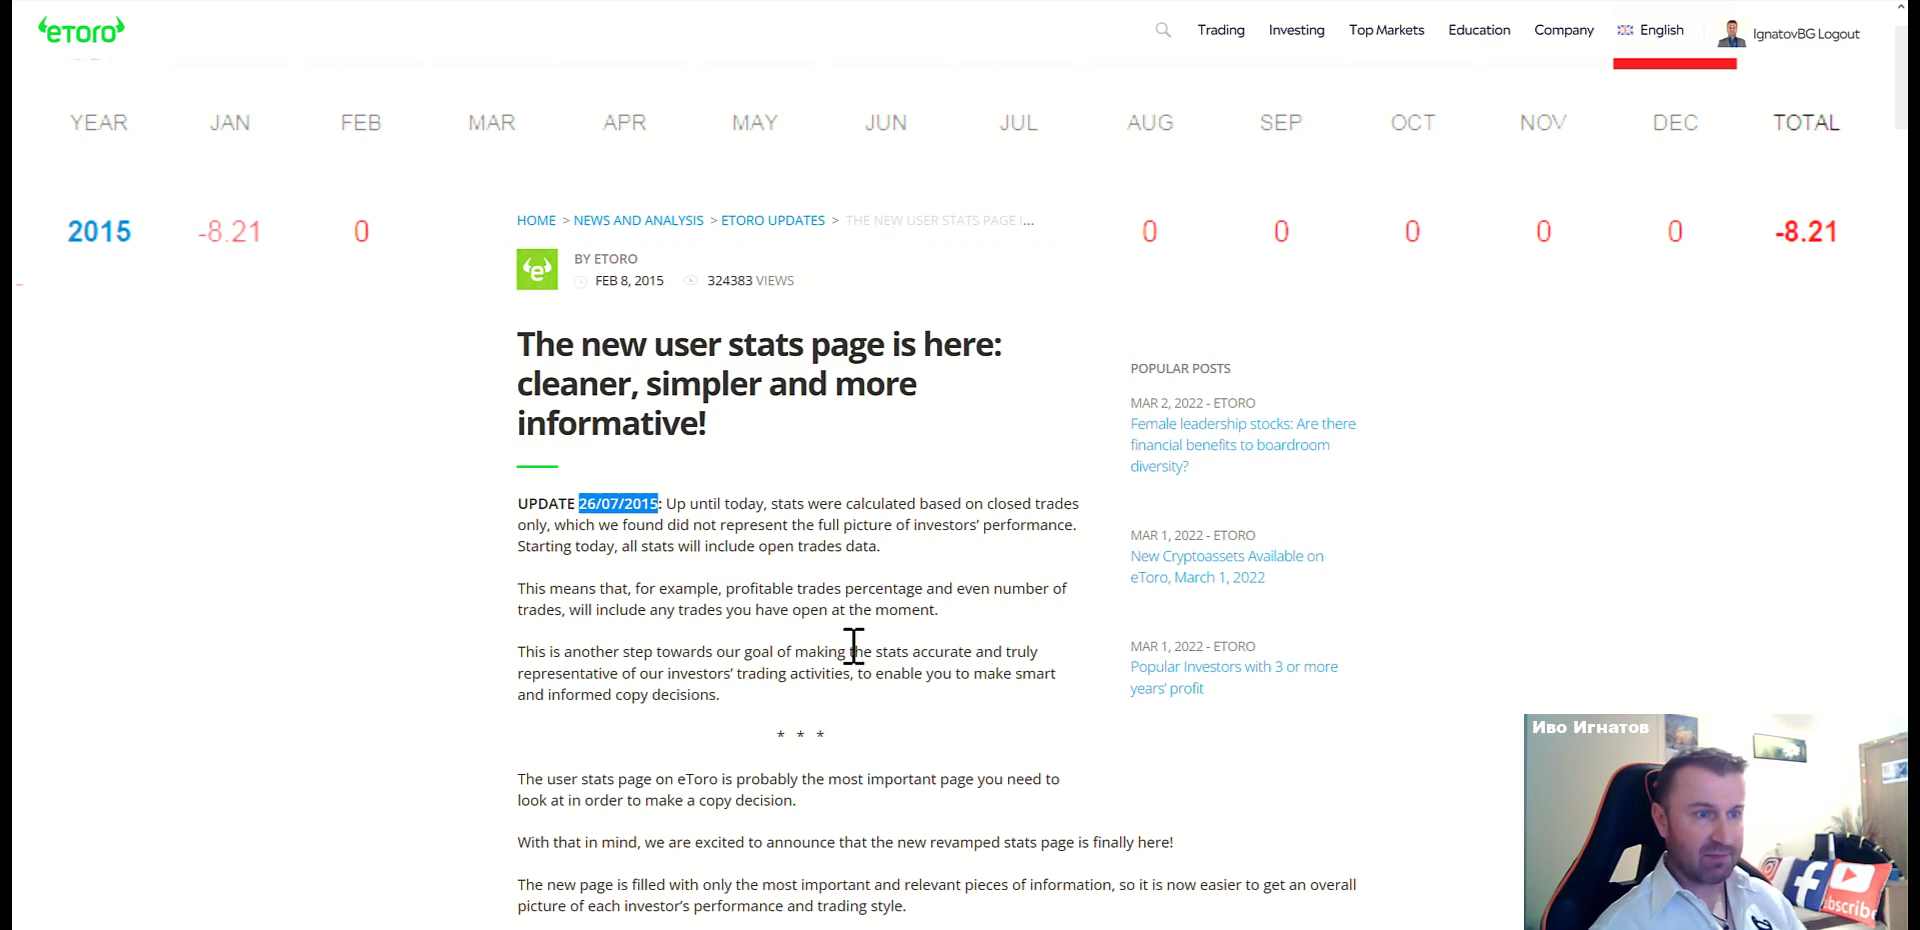 eToro
Trading Investing Top Markets Education Company English IgnatovBG Logout
YEAR JAN FEB MAR APR MAY JUN JUL AUG SEP OCT NOV DEC TOTAL
2015 -8.21 0 0 0 0 0 0 -8.21
HOME > NEWS AND ANALYSIS > ETORO UPDATES > THE NEW USER STATS PAGE I...
BY ETORO
FEB 8, 2015 324383 VIEWS
The new user stats page is here:
cleaner, simpler and more
informative!
UPDATE 26/07/2015: Up until today, stats were calculated based on closed trades
only, which we found did not represent the full picture of investors’ performance.
Starting today, all stats will include open trades data.
This means that, for example, profitable trades percentage and even number of
trades, will include any trades you have open at the moment.
This is another step towards our goal of making the stats accurate and truly
representative of our investors’ trading activities, to enable you to make smart
and informed copy decisions.
* * *
The user stats page on eToro is probably the most important page you need to
look at in order to make a copy decision.
With that in mind, we are excited to announce that the new revamped stats page is finally here!
The new page is filled with only the most important and relevant pieces of information, so it is now easier to get an overall
picture of each investor’s performance and trading style.
POPULAR POSTS
MAR 2, 2022 - ETORO
Female leadership stocks: Are there
financial benefits to boardroom
diversity?
MAR 1, 2022 - ETORO
New Cryptoassets Available on
eToro, March 1, 2022
MAR 1, 2022 - ETORO
Popular Investors with 3 or more
years’ profit
Иво Игнатов